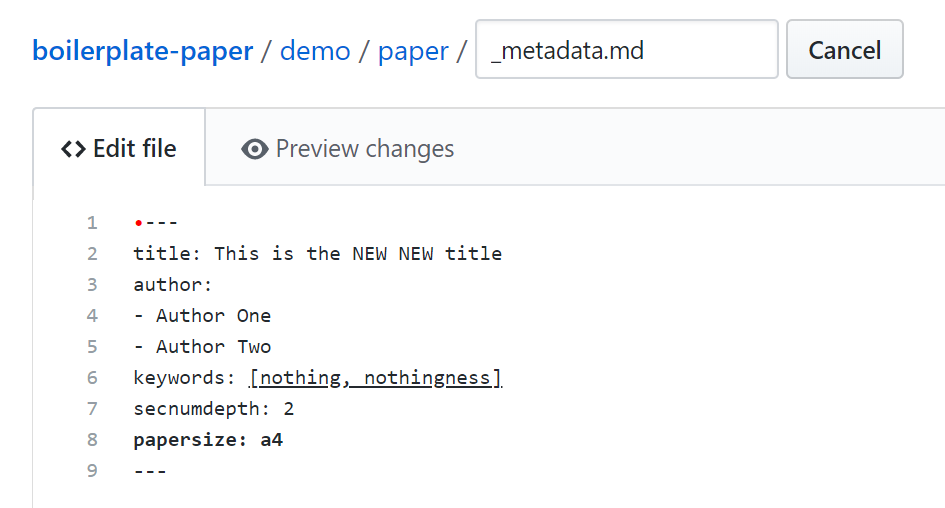 boilerplate-paper / demo / paper / _metadata.md Cancel
<> Edit file Preview changes
1 •---
2 title: This is the NEW NEW title
3 author:
4 - Author One
5 - Author Two
6 keywords: [nothing, nothingness]
7 secnumdepth: 2
8 papersize: a4
9 ---